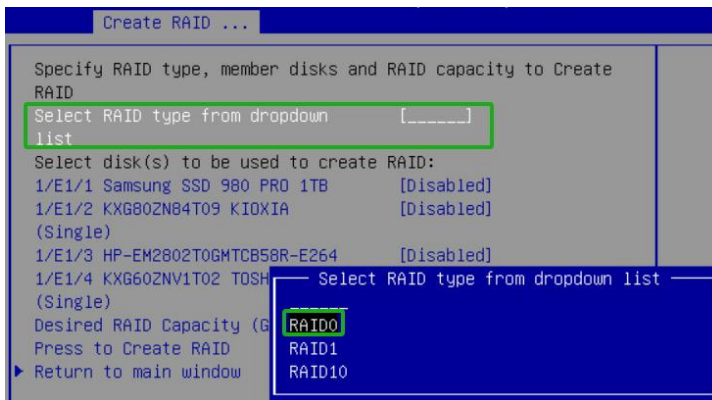 Create RAID ...
Specify RAID type, member disks and RAID capacity to Create
RAID
Select RAID type from dropdown [______]
list
Select disk(s) to be used to create RAID:
1/E1/1 Samsung SSD 980 PRO 1TB [Disabled]
1/E1/2 KXG80ZN84T09 KIOXIA [Disabled]
(Single)
1/E1/3 HP-EM2802T0GMTCB58R-E264 [Disabled]
1/E1/4 KXG60ZNV1T02 TOSH
(Single)
Desired RAID Capacity (G
Press to Create RAID
Return to main window
Select RAID type from dropdown list
______
RAID0
RAID1
RAID10